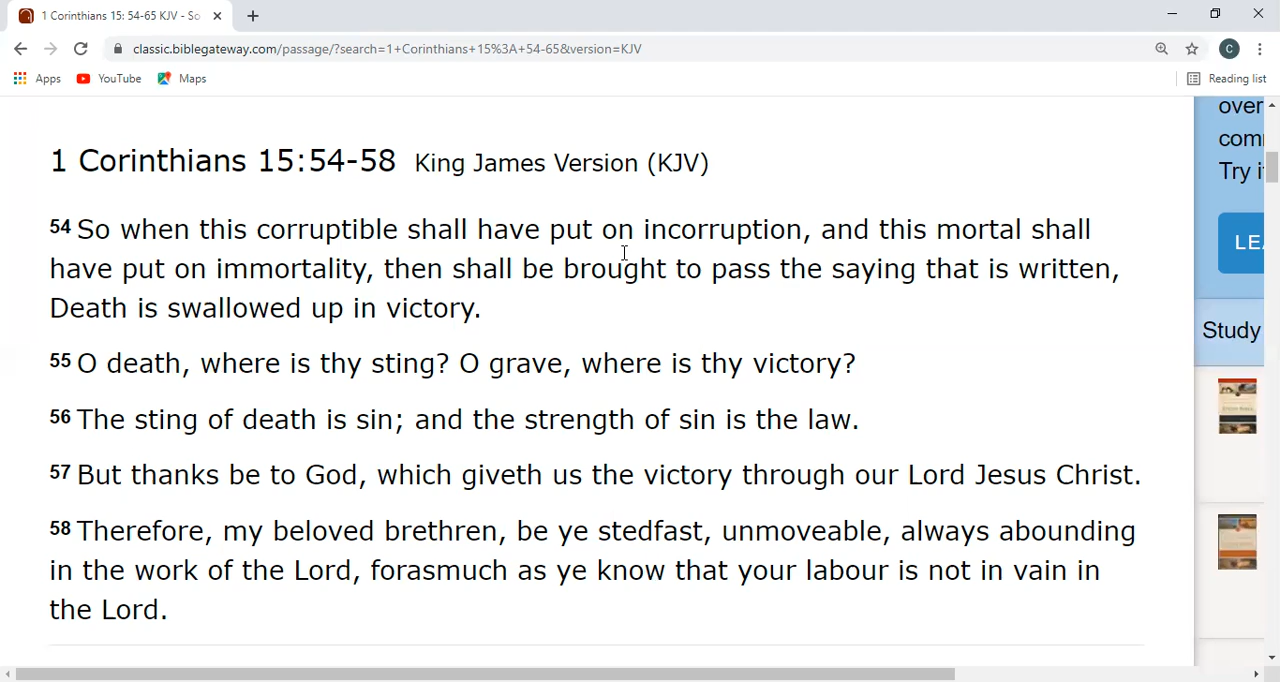 1 Corinthians 15: 54-65 KJV - So
classic.biblegateway.com/passage/?search=1+Corinthians+15%3A+54-65&version=KJV
C
Apps YouTube Maps Reading list
over
com
Try i
LE
Study
1 Corinthians 15:54-58 King James Version (KJV)
54 So when this corruptible shall have put on incorruption, and this mortal shall
have put on immortality, then shall be brought to pass the saying that is written,
Death is swallowed up in victory.
55 O death, where is thy sting? O grave, where is thy victory?
56 The sting of death is sin; and the strength of sin is the law.
57 But thanks be to God, which giveth us the victory through our Lord Jesus Christ.
58 Therefore, my beloved brethren, be ye stedfast, unmoveable, always abounding
in the work of the Lord, forasmuch as ye know that your labour is not in vain in
the Lord.